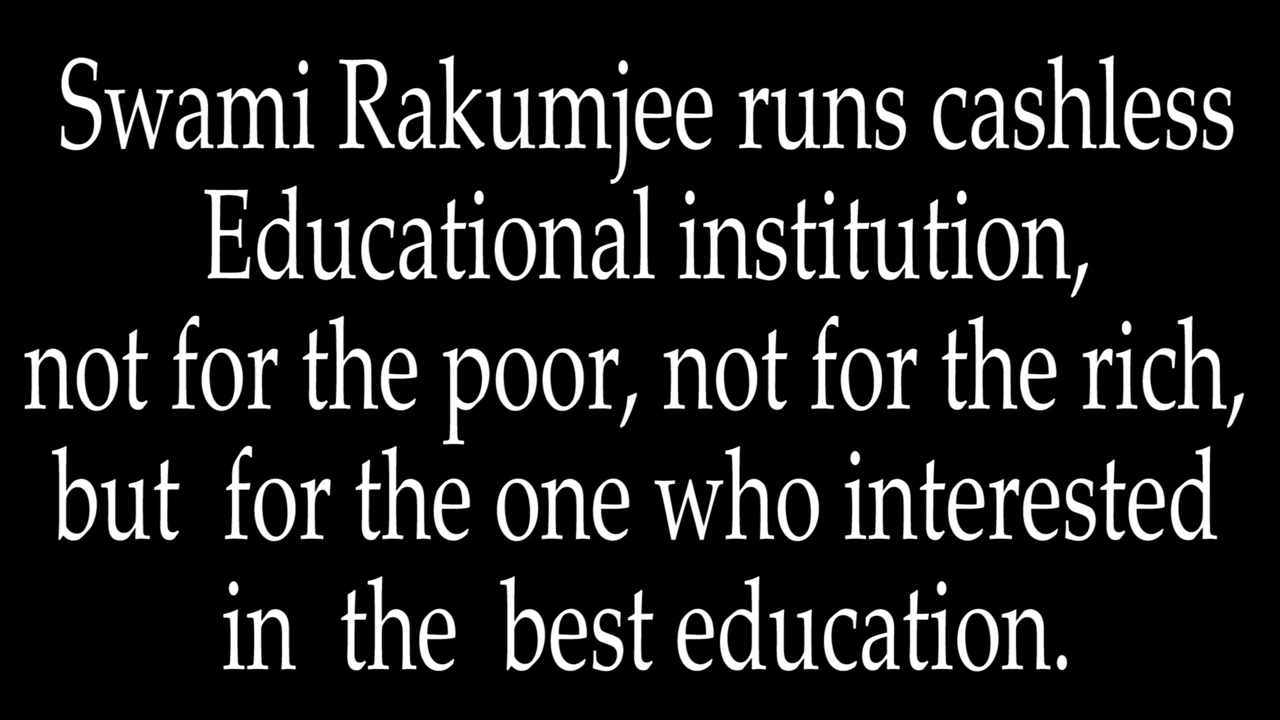 Swami Rakumjee runs cashless
Educational institution,
not for the poor, not for the rich,
but for the one who interested
in the best education.